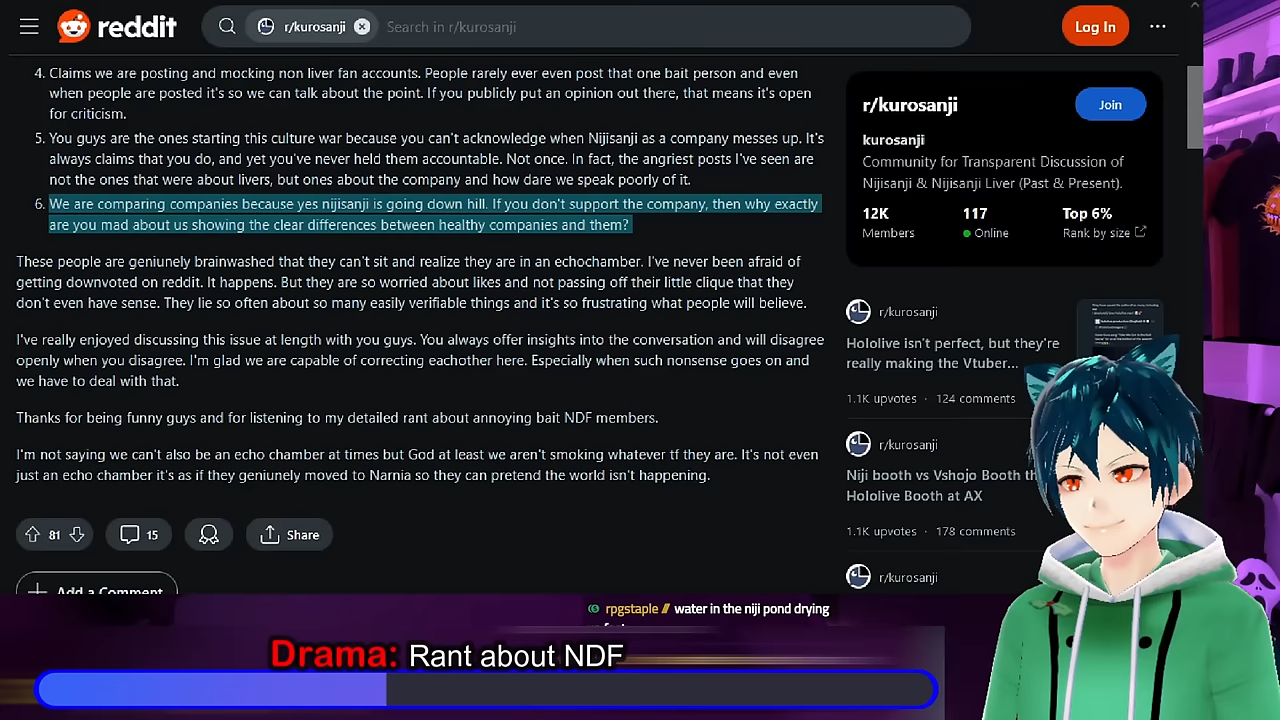 reddit
r/kurosanji
Search in r/kurosanji
Log In
4. Claims we are posting and mocking non liver fan accounts. People rarely ever even post that one bait person and even
when people are posted it's so we can talk about the point. If you publicly put an opinion out there, that means it's open
for criticism.
5. You guys are the ones starting this culture war because you can't acknowledge when Nijisanji as a company messes up. It's
always claims that you do, and yet you've never held them accountable. Not once. In fact, the angriest posts I've seen are
not the ones that were about livers, but ones about the company and how dare we speak poorly of it.
6. We are comparing companies because yes nijisanji is going down hill. If you don't support the company, then why exactly
are you mad about us showing the clear differences between healthy companies and them?
These people are geniunely brainwashed that they can't sit and realize they are in an echochamber. I've never been afraid of
getting downvoted on reddit. It happens. But they are so worried about likes and not passing off their little clique that they
don't even have sense. They lie so often about so many easily verifiable things and it's so frustrating what people will believe.
I've really enjoyed discussing this issue at length with you guys. You always offer insights into the conversation and will disagree
openly when you disagree. I'm glad we are capable of correcting eachother here. Especially when such nonsense goes on and
we have to deal with that.
Thanks for being funny guys and for listening to my detailed rant about annoying bait NDF members.
I'm not saying we can't also be an echo chamber at times but God at least we aren't smoking whatever tf they are. It's not even
just an echo chamber it's as if they geniunely moved to Narnia so they can pretend the world isn't happening.
81
15
Share
Add a Comment
r/kurosanji
Join
kurosanji
Community for Transparent Discussion of
Nijisanji & Nijisanji Liver (Past & Present).
12K
117
Top 6%
Members
Online
Rank by size
r/kurosanji
Hololive isn't perfect, but they're
really making the Vtuber...
1.1K upvotes · 124 comments
r/kurosanji
Niji booth vs Vshojo Booth
Hololive Booth at AX
1.1K upvotes · 178 comments
r/kurosanji
rpgstaple // water in the niji pond drying
Drama: Rant about NDF